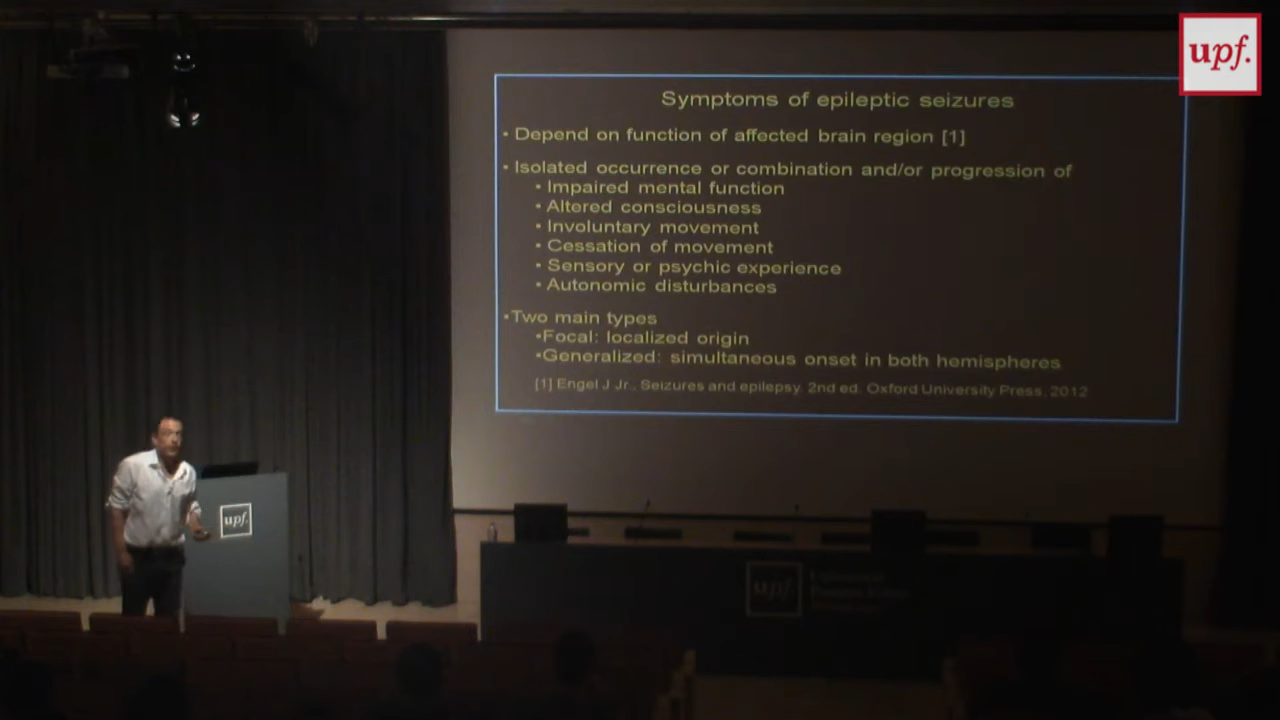 upf.
Symptoms of epileptic seizures
• Depend on function of affected brain region [1]
• Isolated occurrence or combination and/or progression of
• Impaired mental function
• Altered consciousness
• Involuntary movement
• Cessation of movement
• Sensory or psychic experience
• Autonomic disturbances
•Two main types
•Focal: localized origin
•Generalized: simultaneous onset in both hemispheres
[1] Engel J Jr., Seizures and epilepsy. 2nd ed. Oxford University Press, 2012
upf.
upf.